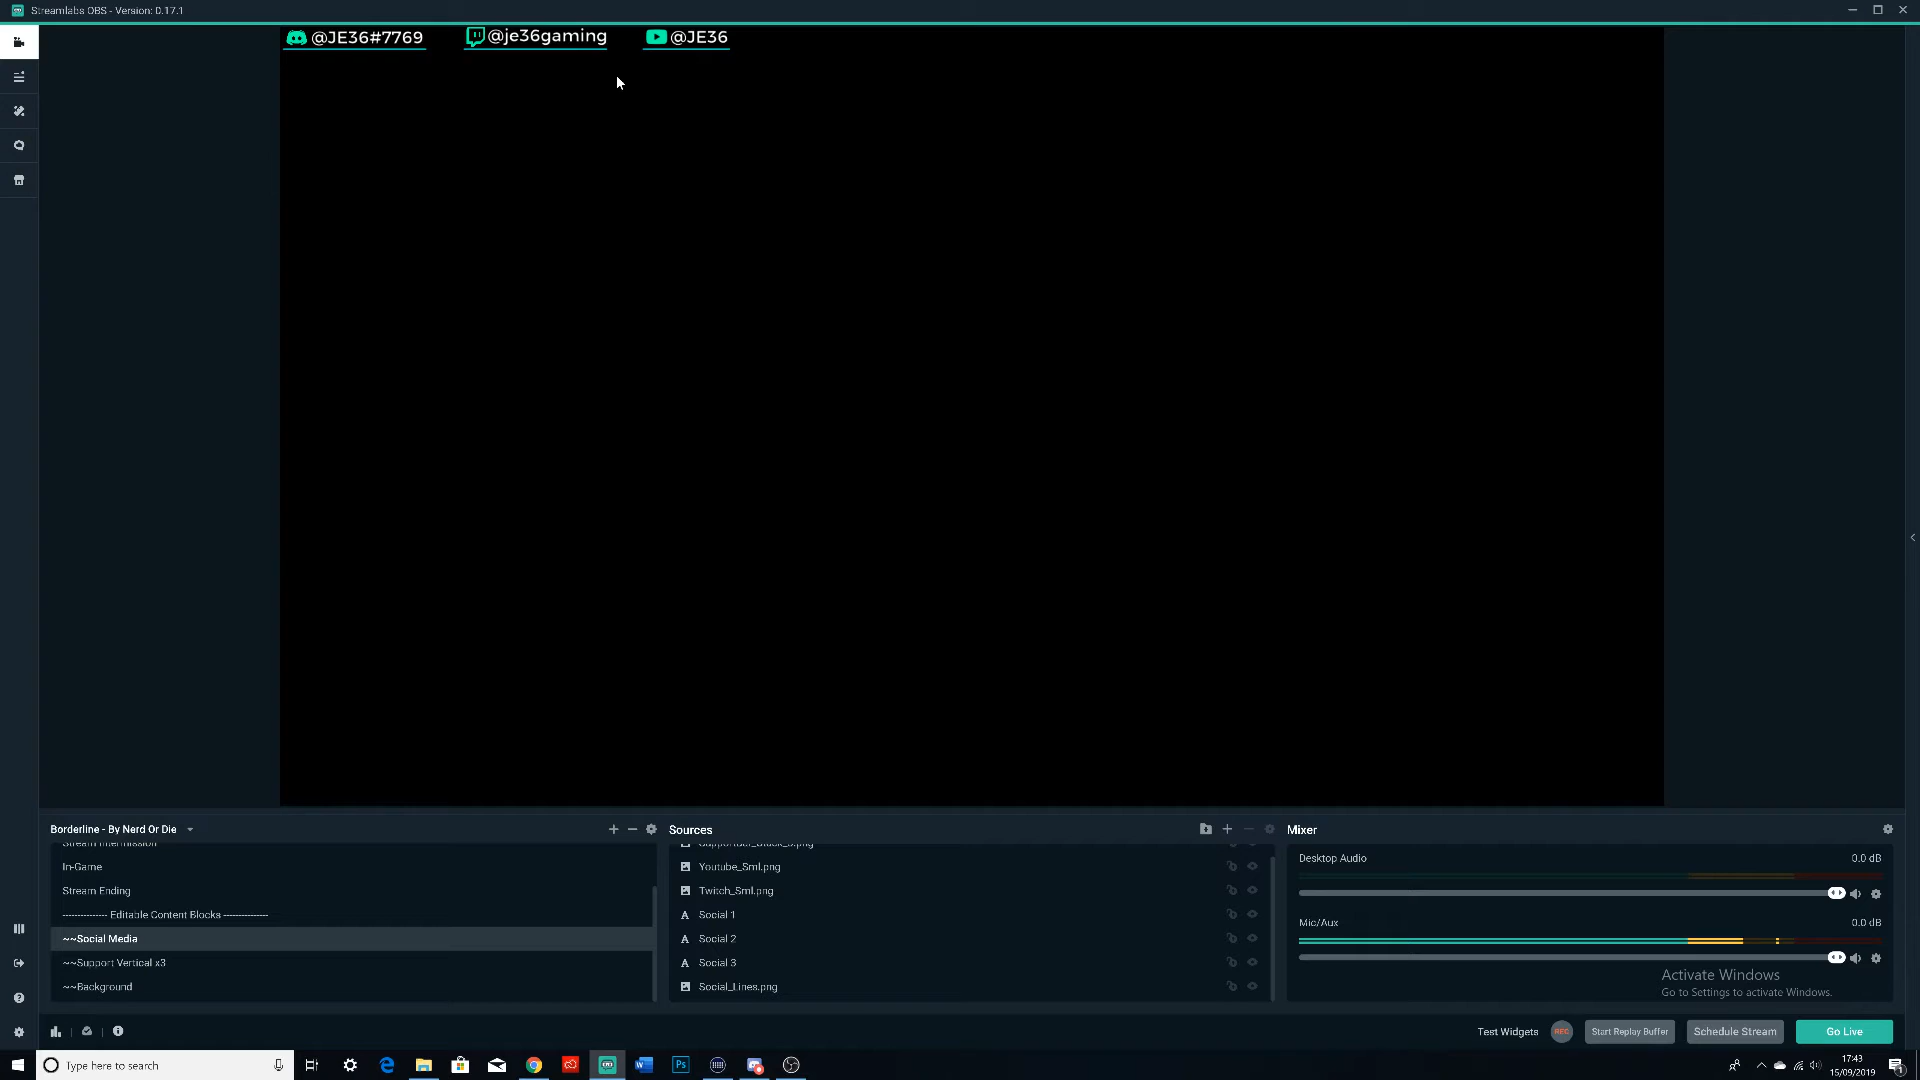 Streamlabs OBS - Version: 0.17.1
@JE36#7769
@je36gaming
@JE36
Borderline - By Nerd Or Die
Stream Intermission
In-Game
Stream Ending
-------------- Editable Content Blocks --------------
~~Social Media
~~Support Vertical x3
~~Background
Sources
Youtube_Sml.png
Twitch_Sml.png
Social 1
Social 2
Social 3
Social_Lines.png
Mixer
Desktop Audio
0.0 dB
Mic/Aux
0.0 dB
Activate Windows
Go to Settings to activate Windows.
Test Widgets
REC
Start Replay Buffer
Schedule Stream
Go Live
Type here to search
17:43
15/09/2019